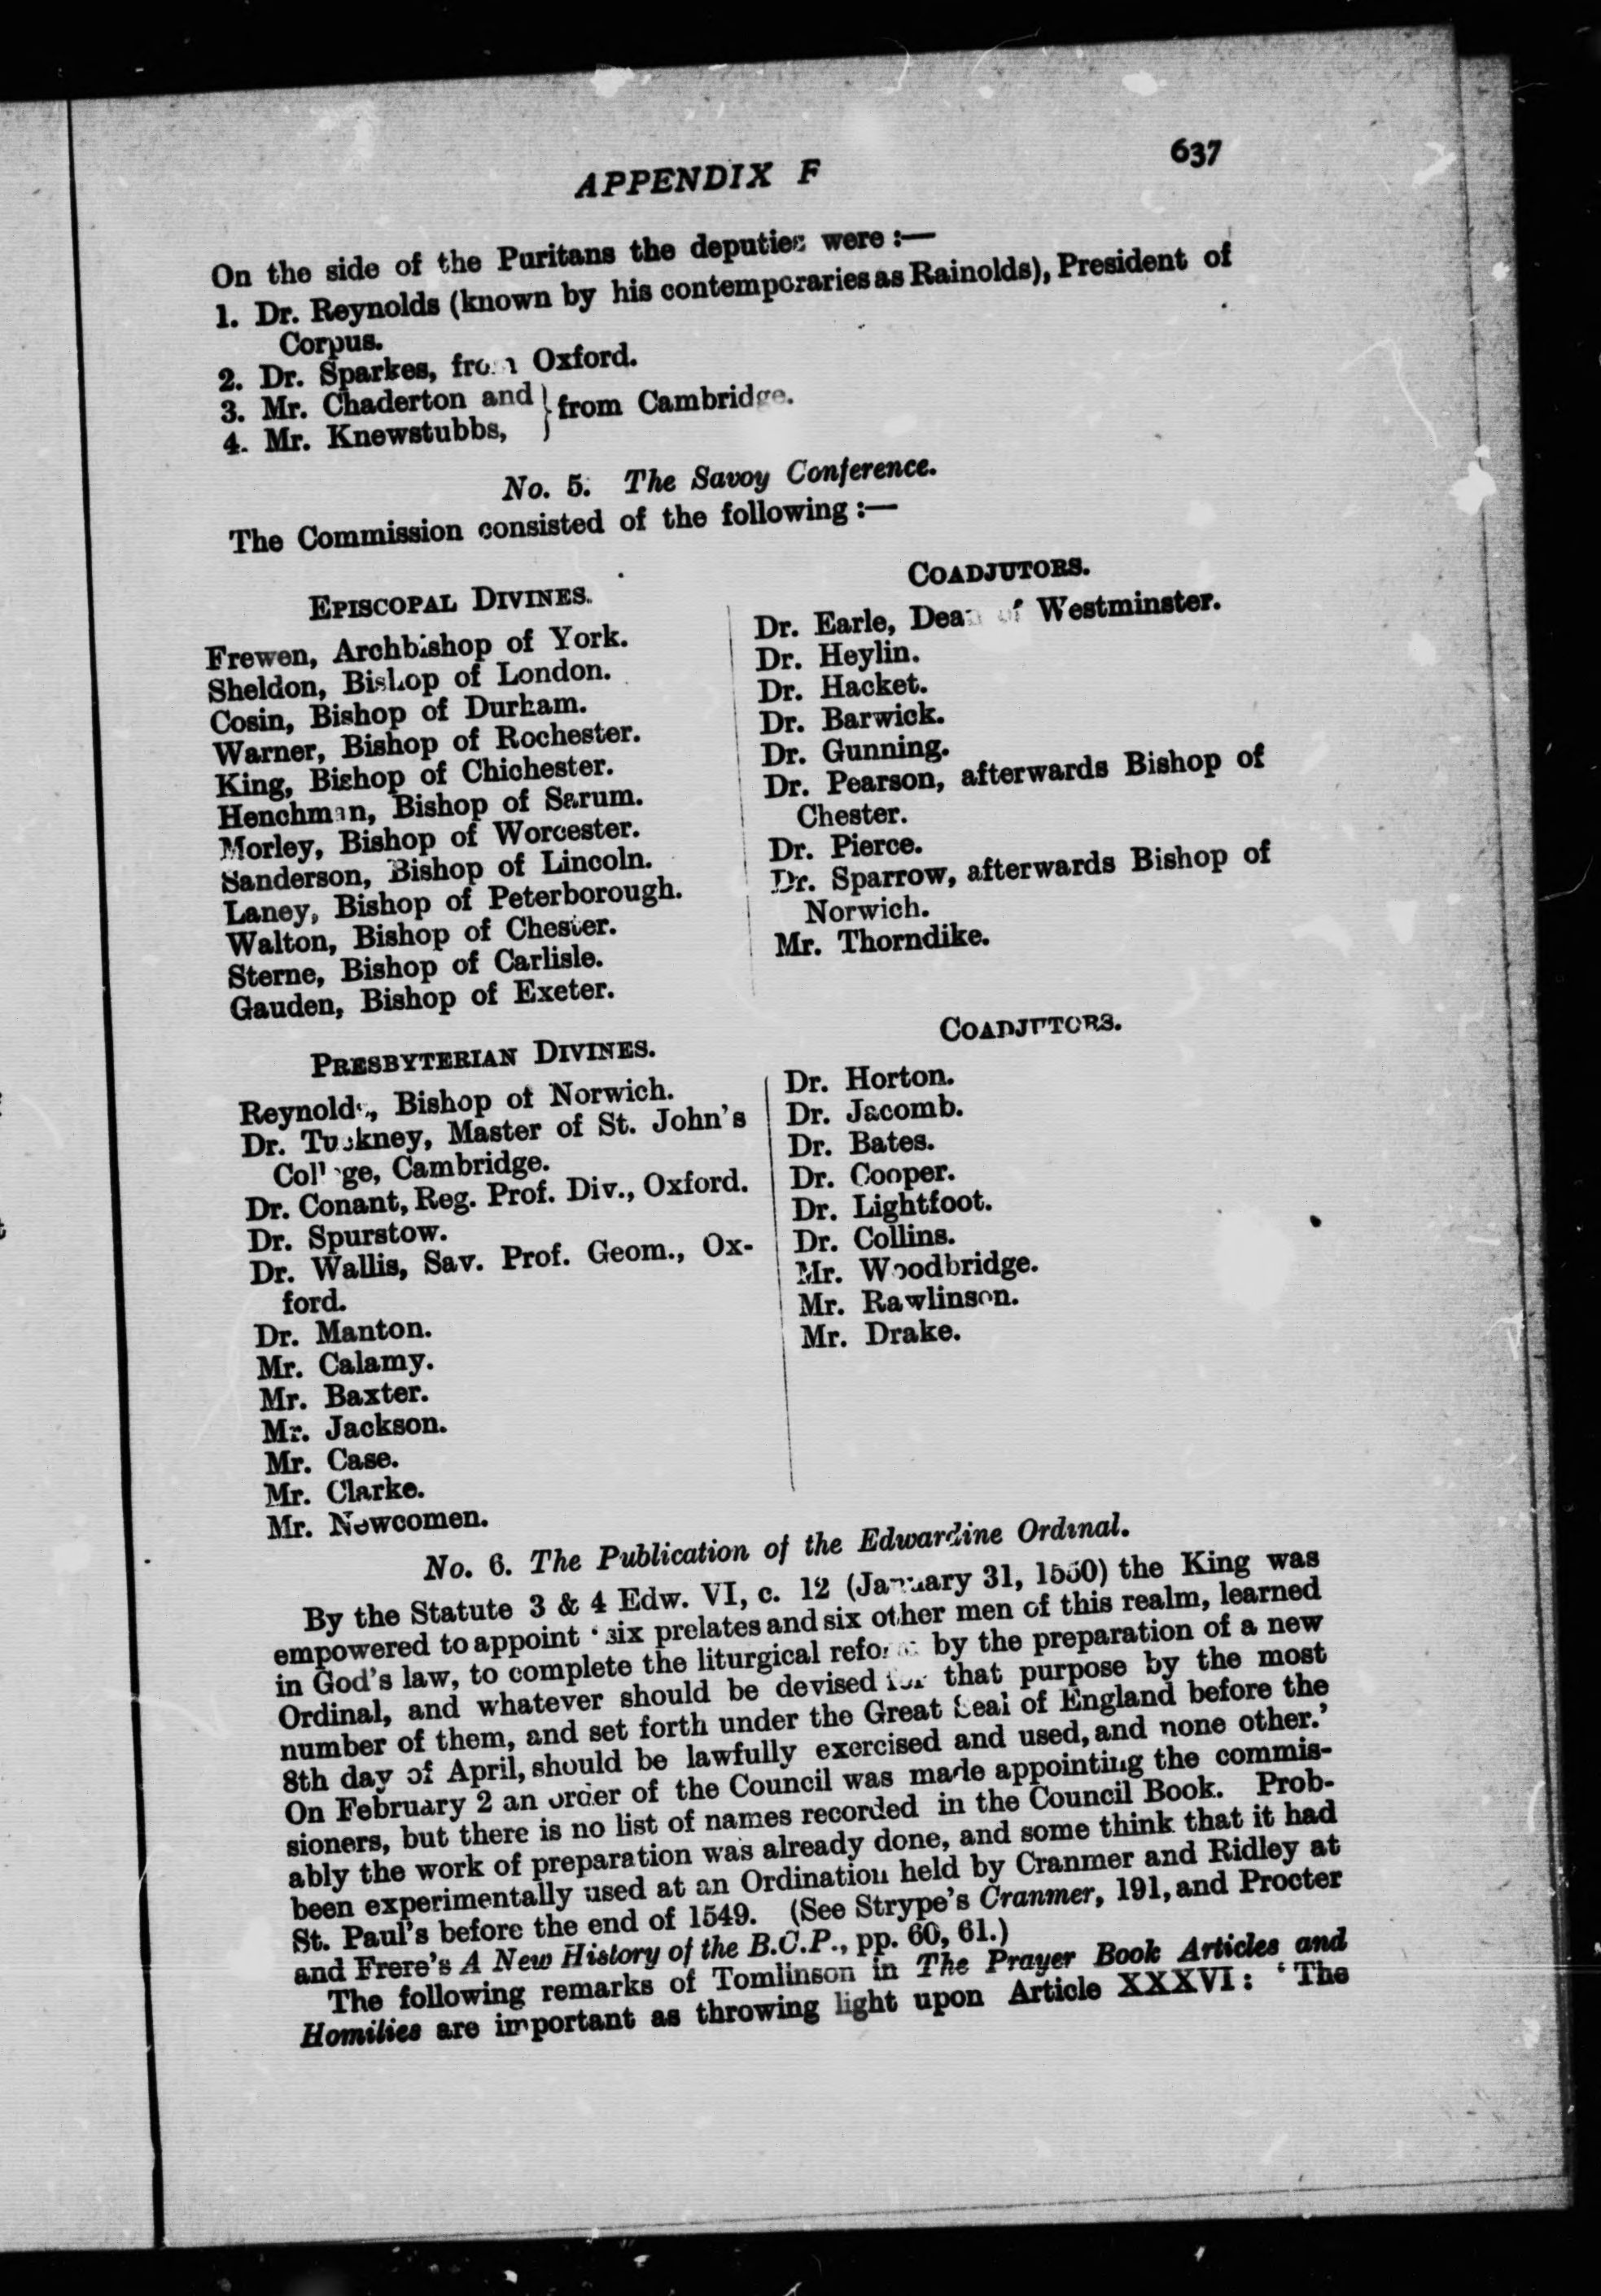 APPENDIX F
637
On the side of the Puritans the deputies were :—
1. Dr. Reynolds (known by his contemporaries as Rainolds), President of
Corpus.
2. Dr. Sparkes, from Oxford.
3. Mr. Chaderton and } from Cambridge.
4. Mr. Knewstubbs,
No. 5. The Savoy Conference.
The Commission consisted of the following :—
EPISCOPAL DIVINES.
Frewen, Archbishop of York.
Sheldon, Bishop of London.
Cosin, Bishop of Durham.
Warner, Bishop of Rochester.
King, Bishop of Chichester.
Henchman, Bishop of Sarum.
Morley, Bishop of Worcester.
Sanderson, Bishop of Lincoln.
Laney, Bishop of Peterborough.
Walton, Bishop of Chester.
Sterne, Bishop of Carlisle.
Gauden, Bishop of Exeter.
COADJUTORS.
Dr. Earle, Dean of Westminster.
Dr. Heylin.
Dr. Hacket.
Dr. Barwick.
Dr. Gunning.
Dr. Pearson, afterwards Bishop of
Chester.
Dr. Pierce.
Dr. Sparrow, afterwards Bishop of
Norwich.
Mr. Thorndike.
PRESBYTERIAN DIVINES.
Reynolds, Bishop of Norwich.
Dr. Tuckney, Master of St. John's
College, Cambridge.
Dr. Conant, Reg. Prof. Div., Oxford.
Dr. Spurstow.
Dr. Wallis, Sav. Prof. Geom., Ox-
ford.
Dr. Manton.
Mr. Calamy.
Mr. Baxter.
Mr. Jackson.
Mr. Case.
Mr. Clarke.
Mr. Newcomen.
COADJUTORS.
Dr. Horton.
Dr. Jacomb.
Dr. Bates.
Dr. Cooper.
Dr. Lightfoot.
Dr. Collins.
Mr. Woodbridge.
Mr. Rawlinson.
Mr. Drake.
No. 6. The Publication of the Edwardine Ordinal.
By the Statute 3 & 4 Edw. VI, c. 12 (January 31, 1550) the King was
empowered to appoint ‘six prelates and six other men of this realm, learned
in God's law, to complete the liturgical reform by the preparation of a new
Ordinal, and whatever should be devised for that purpose by the most
number of them, and set forth under the Great Seal of England before the
8th day of April, should be lawfully exercised and used, and none other.’
On February 2 an order of the Council was made appointing the commis-
sioners, but there is no list of names recorded in the Council Book. Prob-
ably the work of preparation was already done, and some think that it had
been experimentally used at an Ordination held by Cranmer and Ridley at
St. Paul's before the end of 1549. (See Strype's Cranmer, 191, and Procter
and Frere's A New History of the B.C.P., pp. 60, 61.)
The following remarks of Tomlinson in The Prayer Book Articles and
Homilies are important as throwing light upon Article XXXVI: ‘The